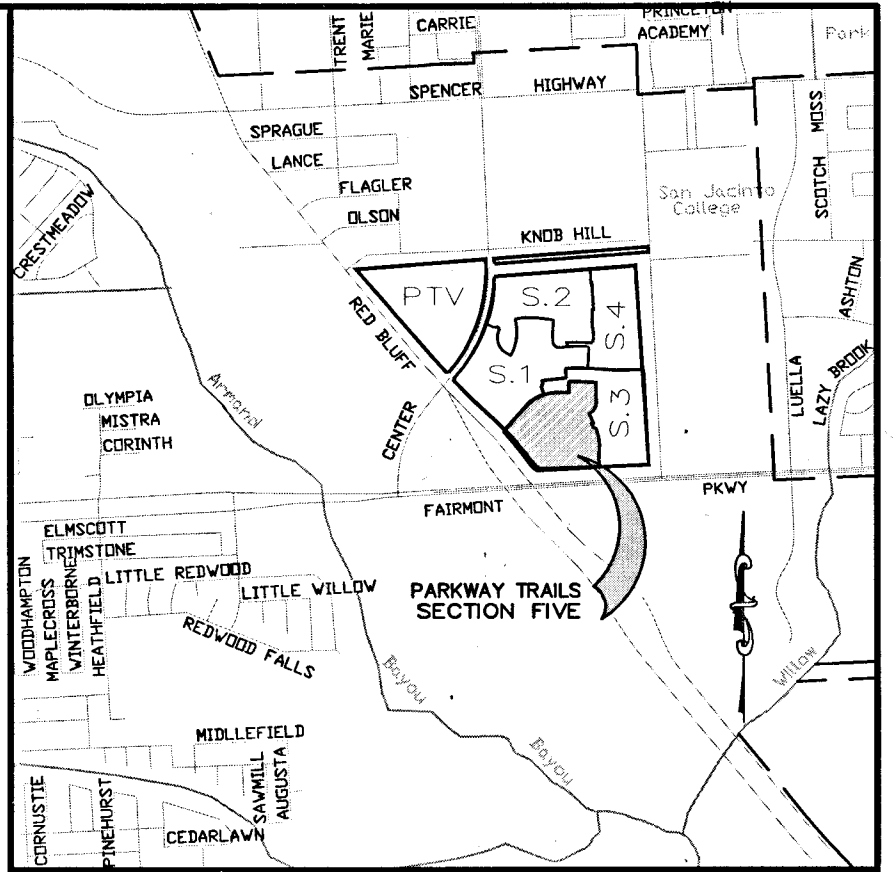 PRINCETON
CARRIE
TRENT
MARIE
ACADEMY
Park
SPENCER
HIGHWAY
SPRAGUE
LANCE
SCOTCH MOSS
FLAGLER
San Jacinto
College
OLSON
CRESTMEADOW
KNOB HILL
PTV
S.2
S.4
RED BLUFF
ASHTON
S.1
LUELLA
LAZY BROOK
Armand
OLYMPIA
MISTRA
CORINTH
CENTER
S.3
PKWY
FAIRMONT
ELMSCOTT
TRIMSTONE
WOODHAMPTON
MAPLECROSS
WINTERBORNE
HEATHFIELD
LITTLE REDWOOD
LITTLE WILLOW
PARKWAY TRAILS
SECTION FIVE
REDWOOD FALLS
Willow
Bayou
MIDLLEFIELD
Bayou
SAWMILL
AUGUSTA
CORNUSTIE
PINEHURST
CEDARLAWN